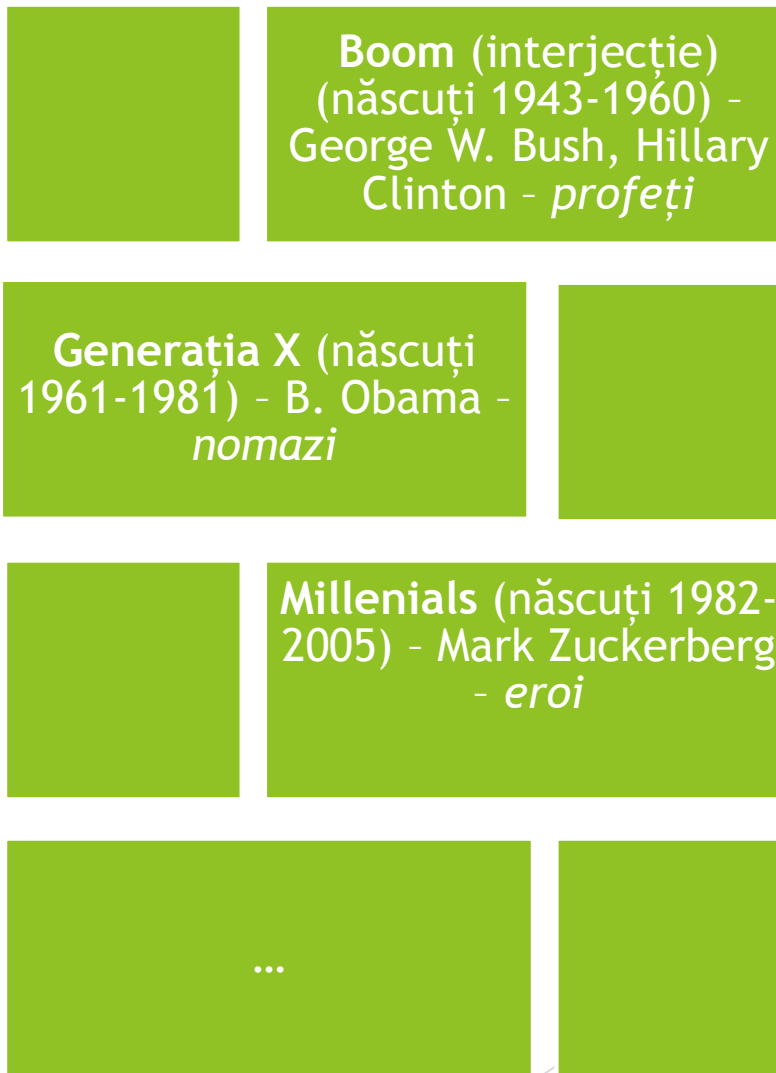 Boom (interjecție)
(născuți 1943-1960) –
George W. Bush, Hillary
Clinton – profeți
Generația X (născuți
1961-1981) – B. Obama –
nomazi
Millenials (născuți 1982-
2005) – Mark Zuckerberg
– eroi
…